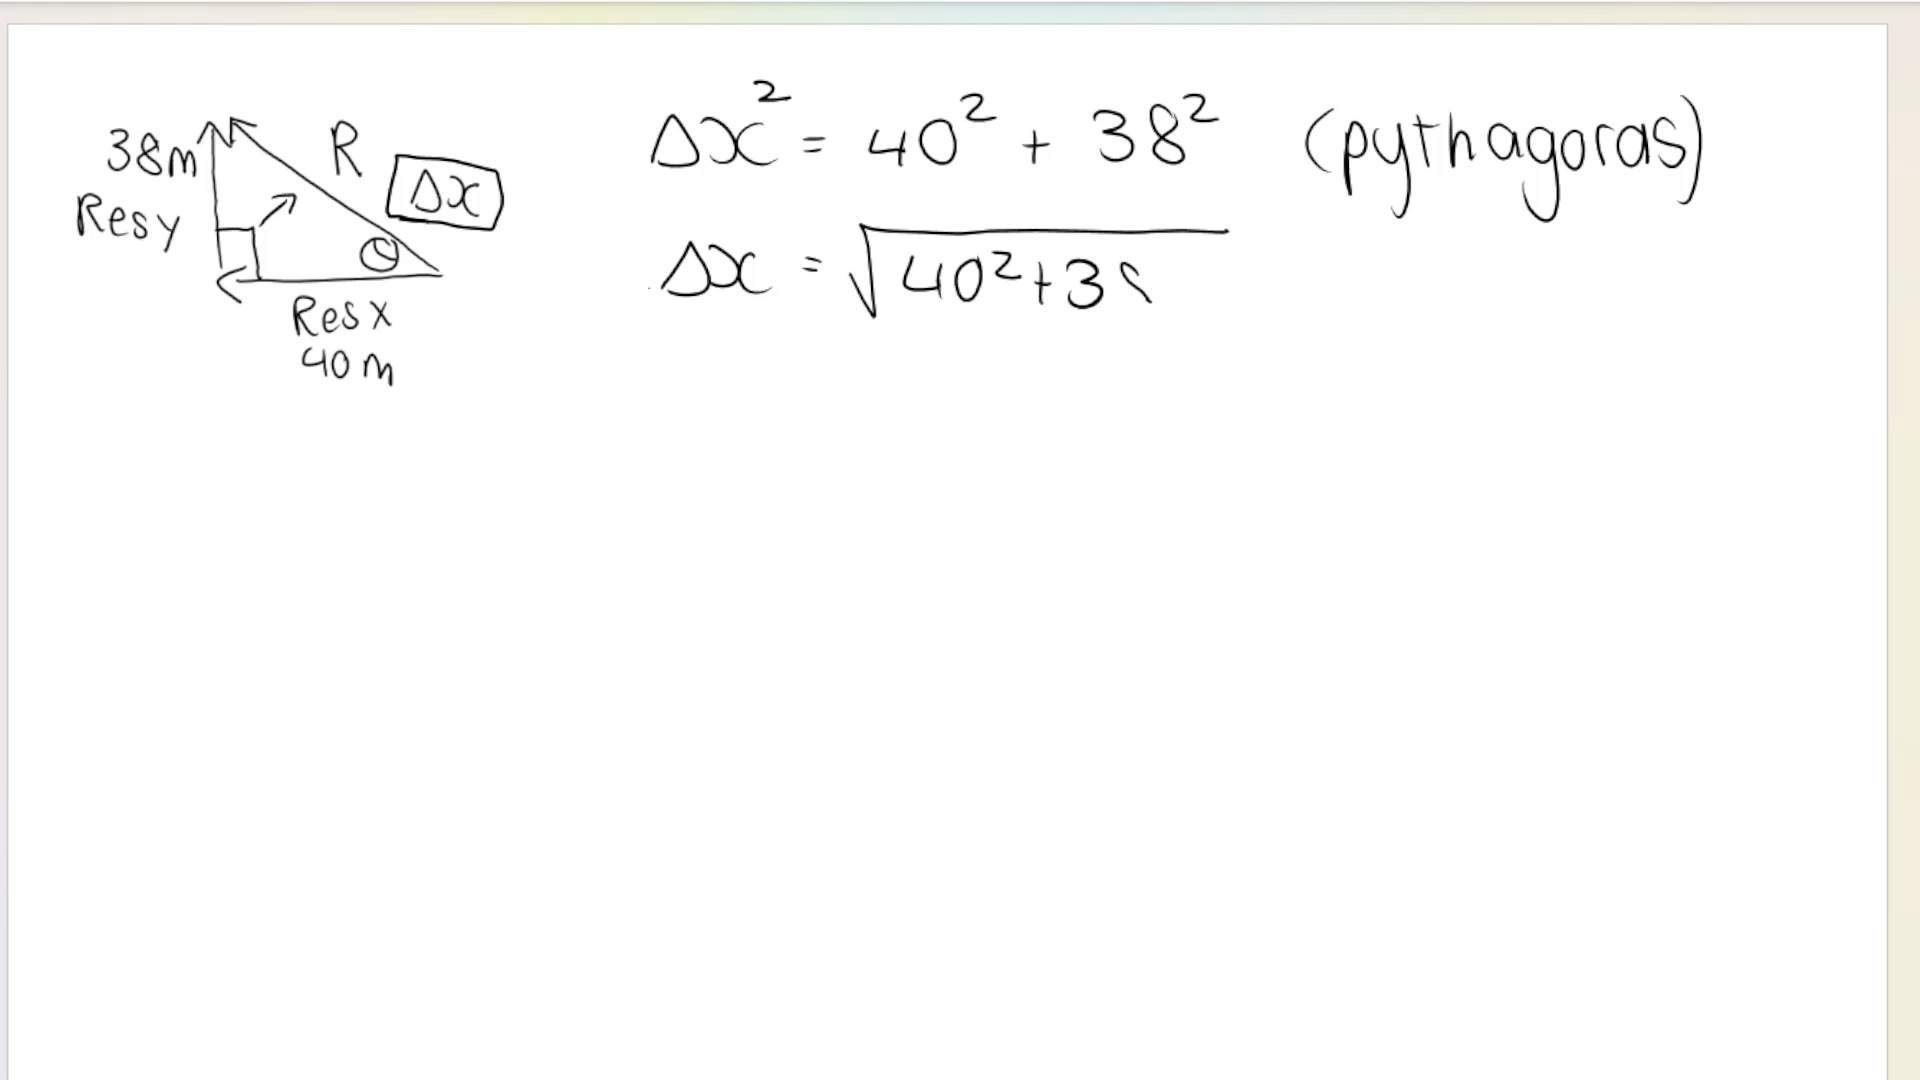 38m
R
Δx
Res y
Θ
Res x
40 m
Δx² = 40² + 38² (pythagoras)
Δx = √40²+3